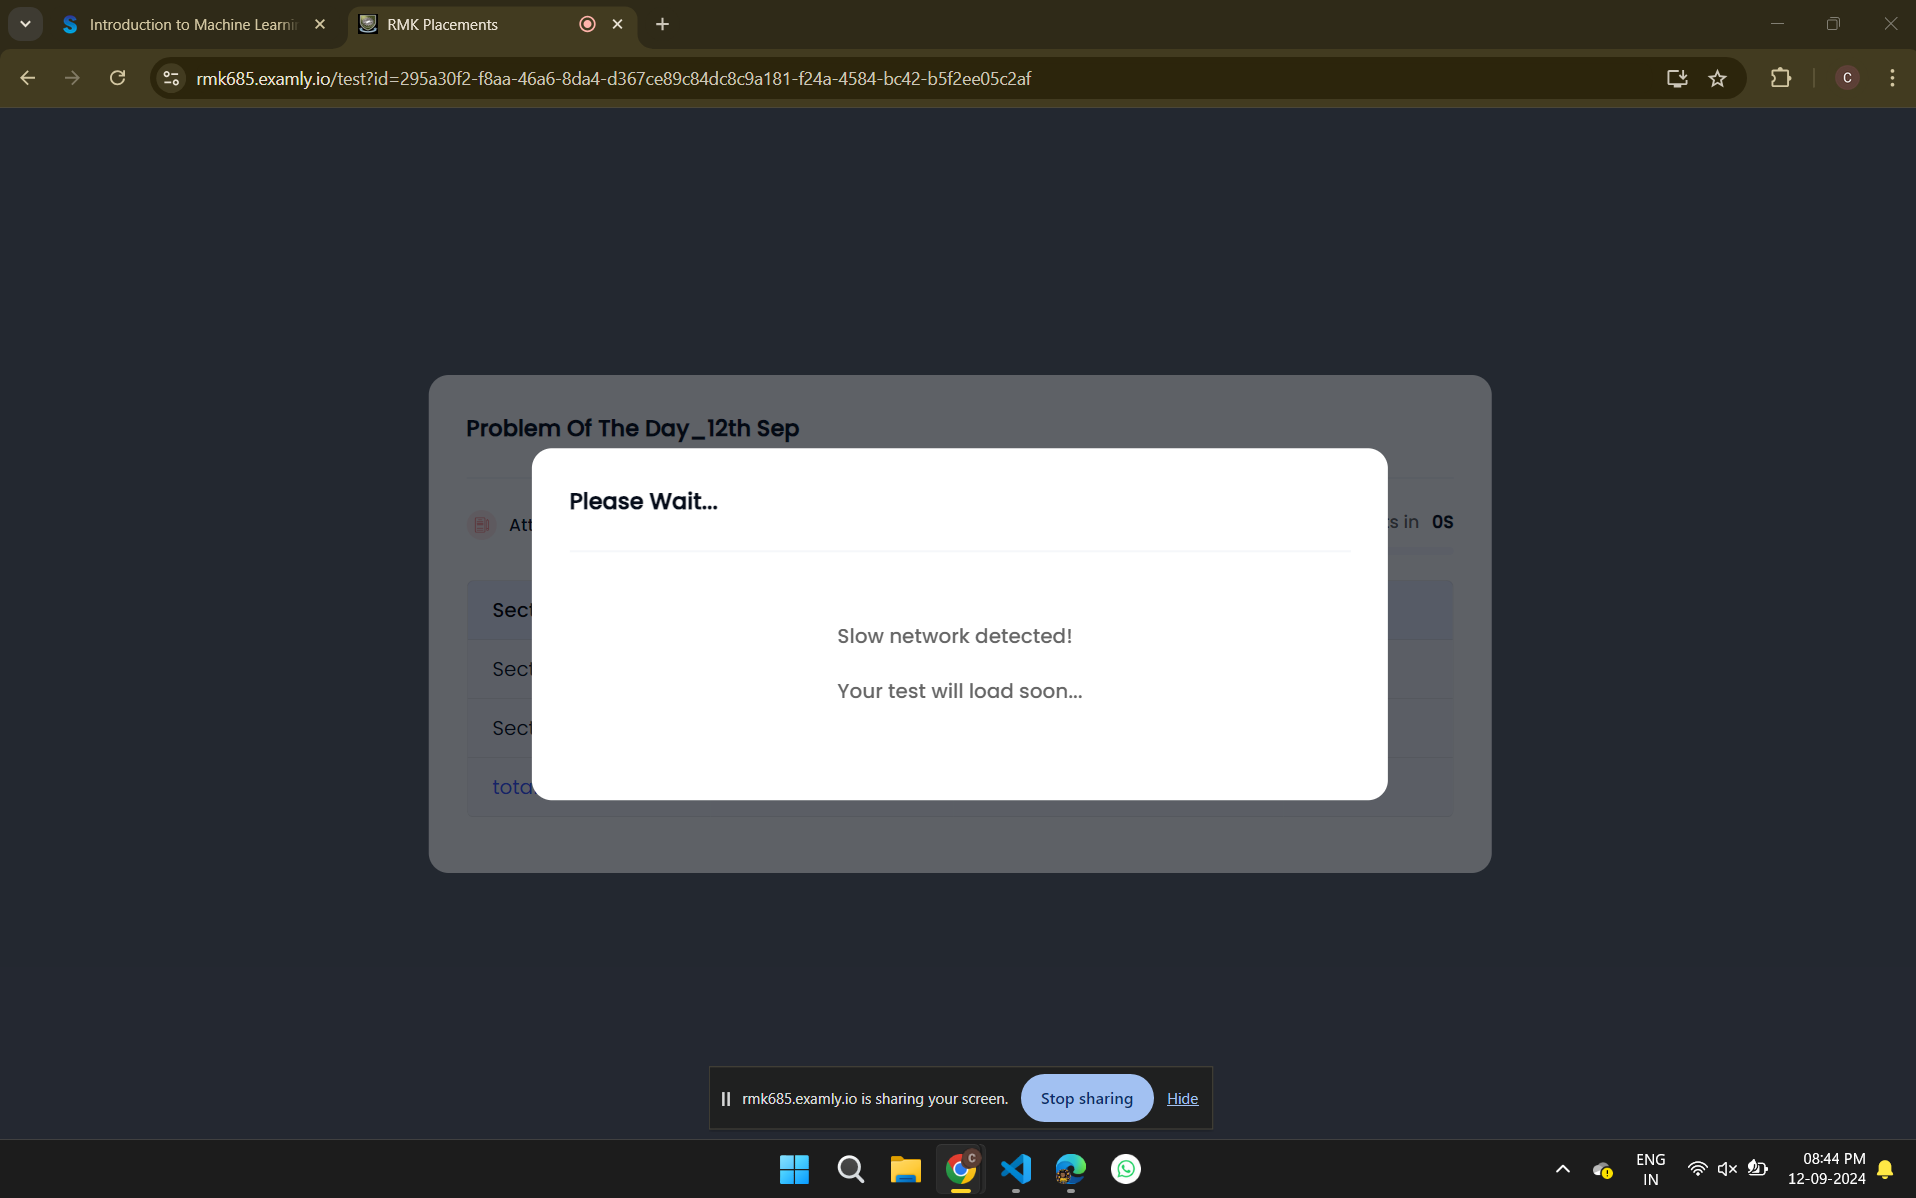 Introduction to Machine Learnin
RMK Placements
rmk685.examly.io/test?id=295a30f2-f8aa-46a6-8da4-d367ce89c84dc8c9a181-f24a-4584-bc42-b5f2ee05c2af
C
Problem Of The Day_12th Sep
Please Wait...
Att
s in 0S
Slow network detected!
Your test will load soon...
Sect
Sect
Sect
tota
rmk685.examly.io is sharing your screen. Stop sharing Hide
C
ENG
IN
08:44 PM
12-09-2024